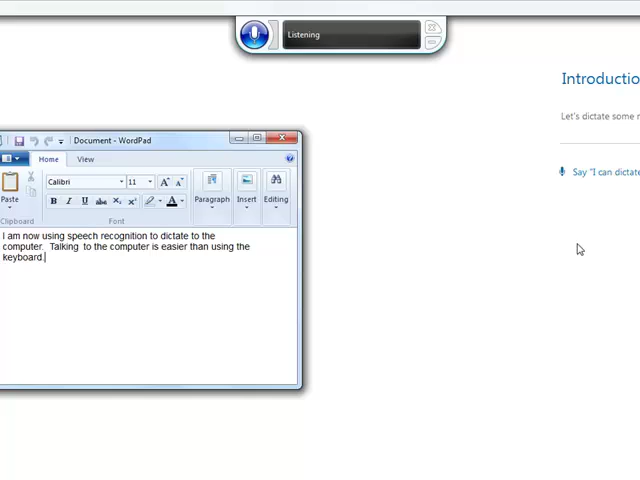 Listening
Introductio
Let's dictate some
Say "I can dictate
Document - WordPad
Home View
Calibri 11
Paste
Paragraph Insert Editing
Clipboard Font
I am now using speech recognition to dictate to the
computer. Talking to the computer is easier than using the
keyboard.